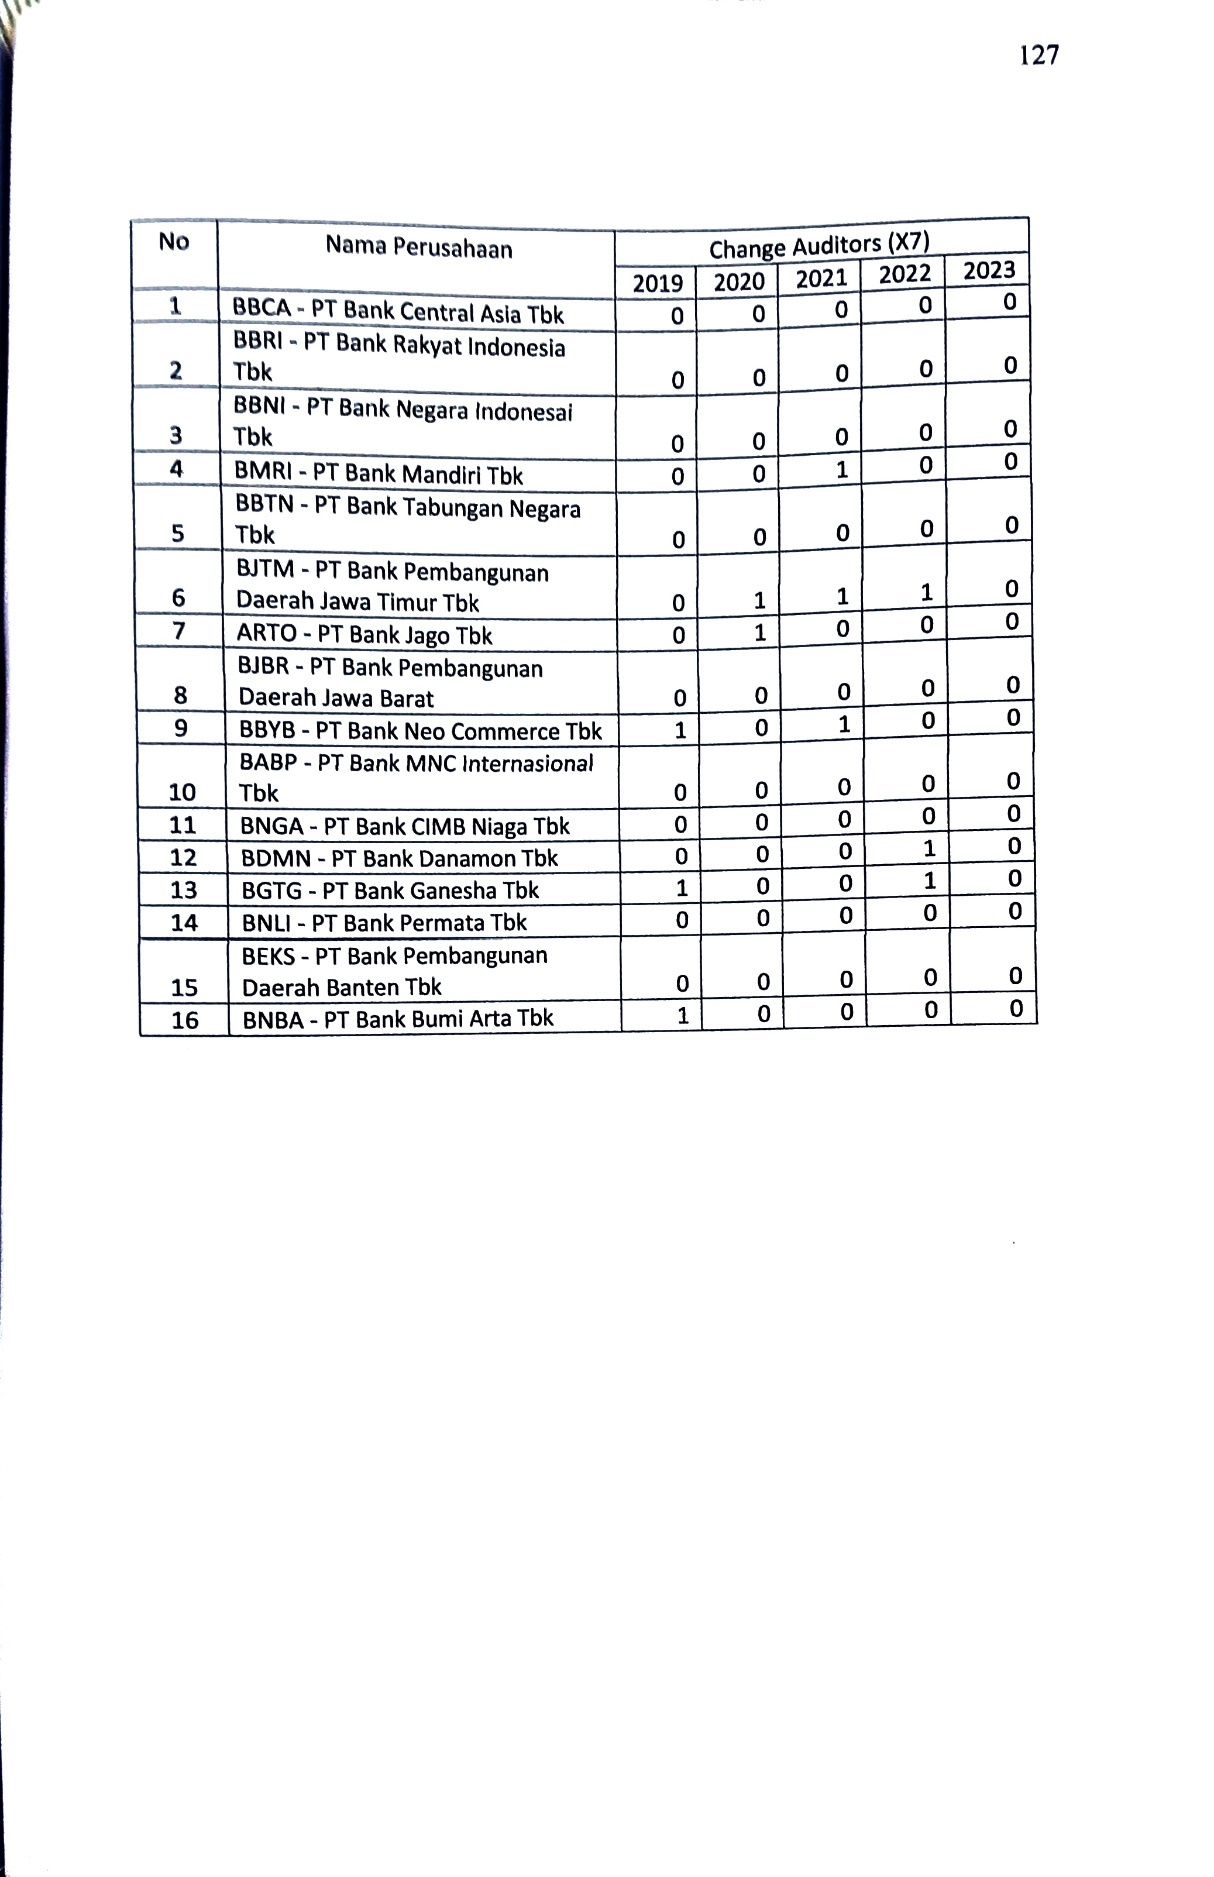 127
No Nama Perusahaan Change Auditors (X7)
2019 2020 2021 2022 2023
1 BBCA - PT Bank Central Asia Tbk 0 0 0 0 0
BBRI - PT Bank Rakyat Indonesia
2 Tbk 0 0 0 0 0
BBNI - PT Bank Negara Indonesai
3 Tbk 0 0 0 0 0
4 BMRI - PT Bank Mandiri Tbk 0 0 1 0 0
BBTN - PT Bank Tabungan Negara
5 Tbk 0 0 0 0 0
BJTM - PT Bank Pembangunan
6 Daerah Jawa Timur Tbk 0 1 1 1 0
7 ARTO - PT Bank Jago Tbk 0 1 0 0 0
BJBR - PT Bank Pembangunan
8 Daerah Jawa Barat 0 0 0 0 0
9 BBYB - PT Bank Neo Commerce Tbk 1 0 1 0 0
BABP - PT Bank MNC Internasional
10 Tbk 0 0 0 0 0
11 BNGA - PT Bank CIMB Niaga Tbk 0 0 0 0 0
12 BDMN - PT Bank Danamon Tbk 0 0 0 1 0
13 BGTG - PT Bank Ganesha Tbk 1 0 0 1 0
14 BNLI - PT Bank Permata Tbk 0 0 0 0 0
BEKS - PT Bank Pembangunan
15 Daerah Banten Tbk 0 0 0 0 0
16 BNBA - PT Bank Bumi Arta Tbk 1 0 0 0 0